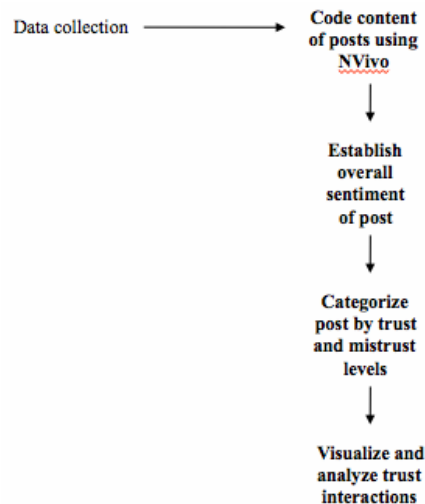 Data collection
Code content
of posts using
NVivo
Establish
overall
sentiment
of post
Categorize
post by trust
and mistrust
levels
Visualize and
analyze trust
interactions